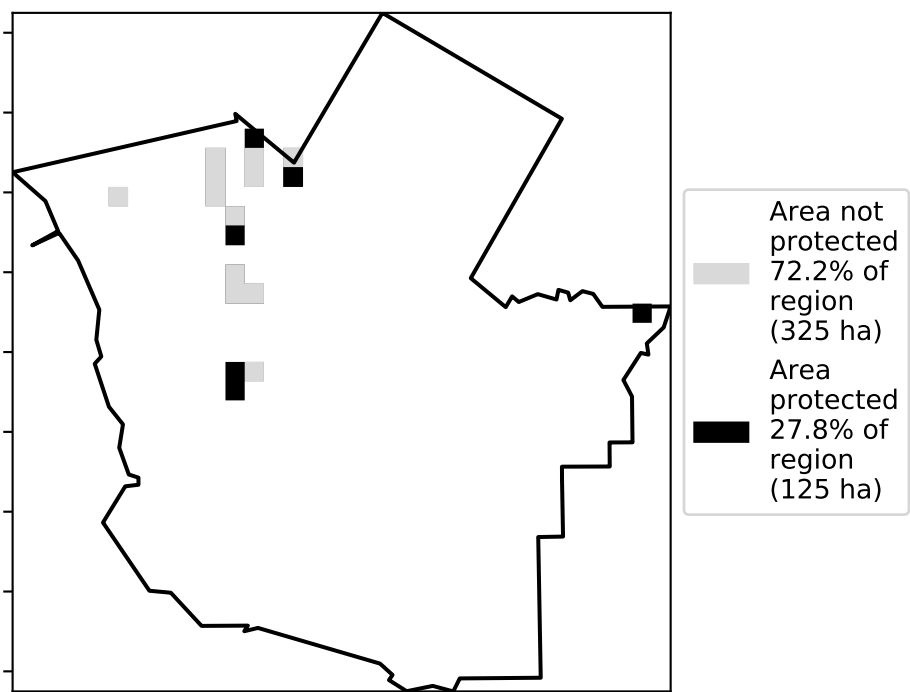 Area not
protected
72.2% of
region
(325 ha)
Area
protected
27.8% of
region
(125 ha)